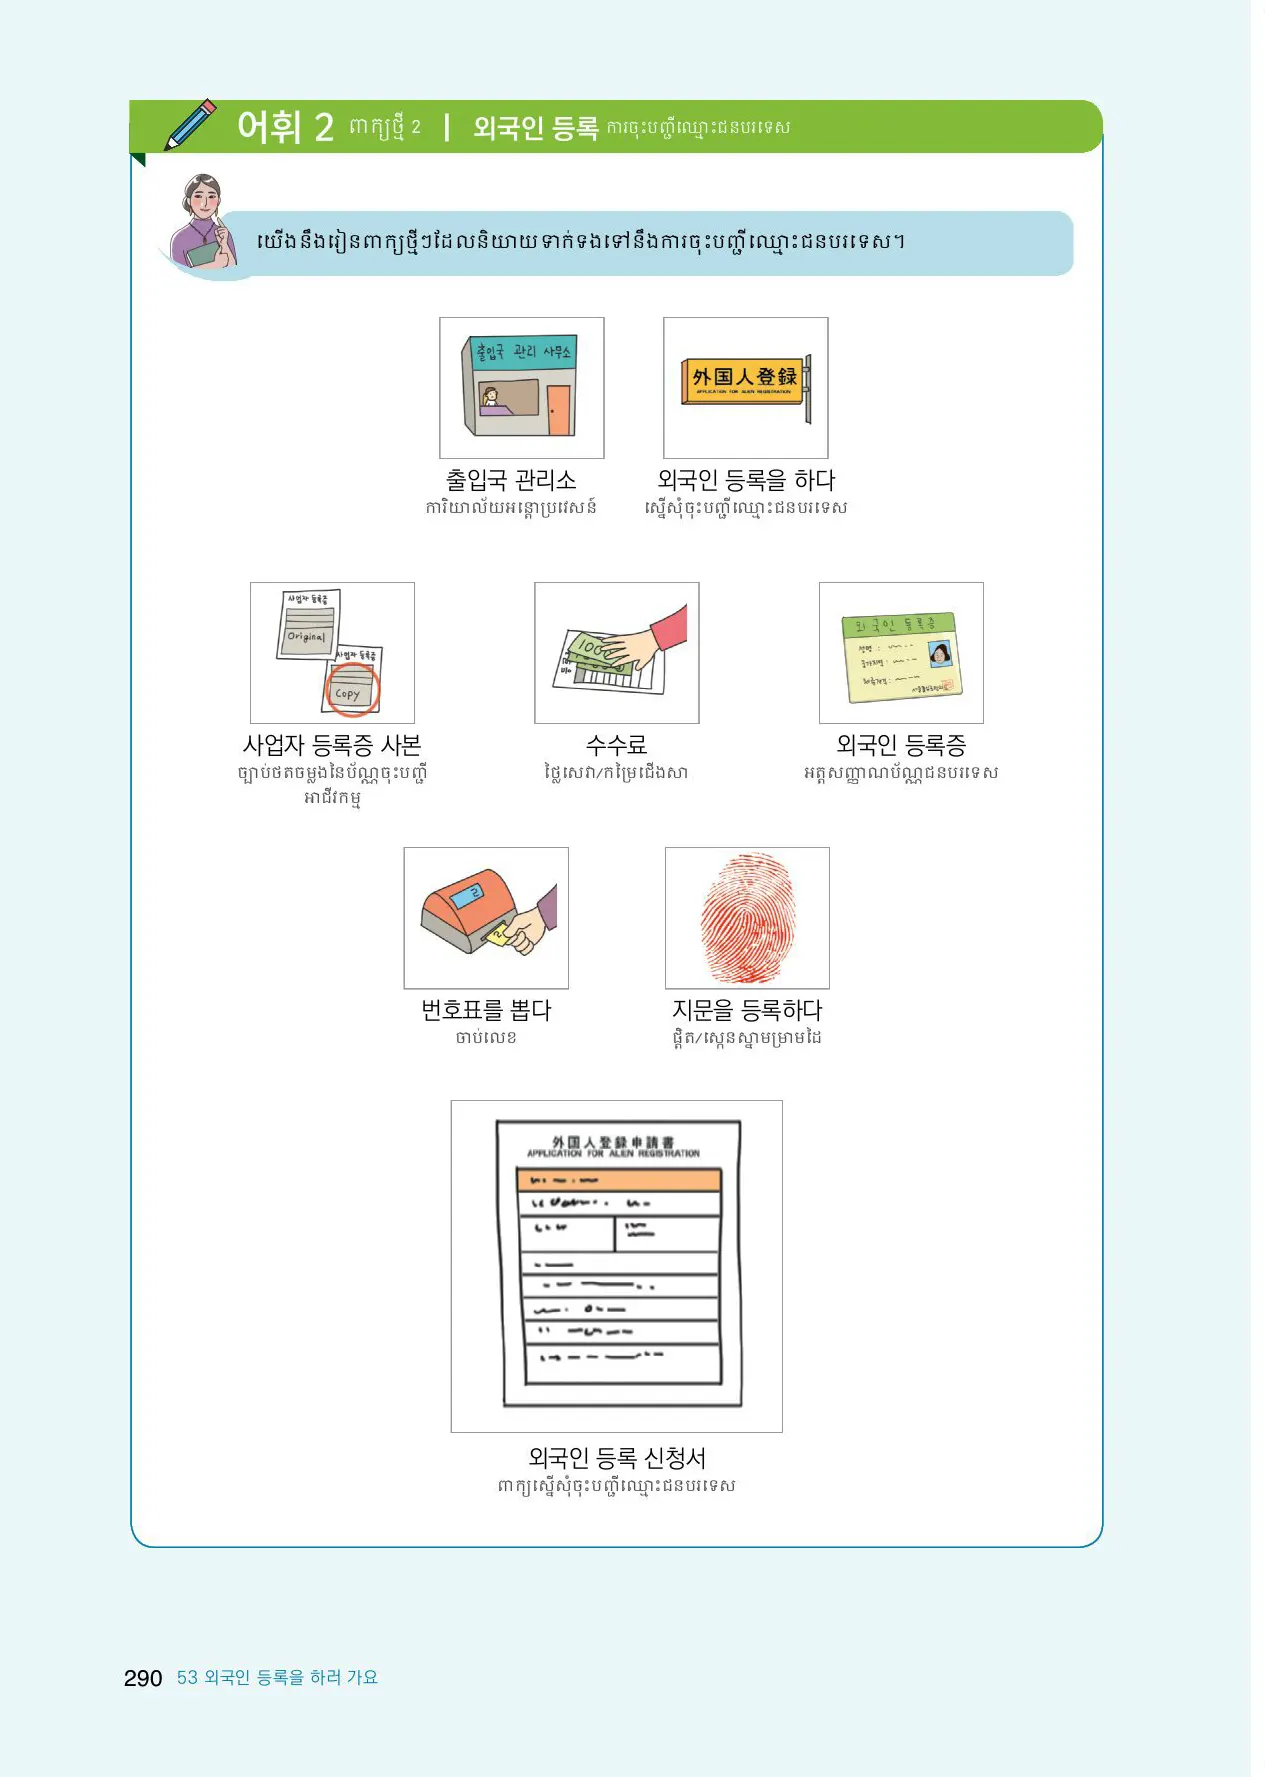 어휘 2 ពាក្យថ្មី 2 | 외국인 등록 ការចុះបញ្ជីឈ្មោះជនបរទេស
យើងនឹងរៀនពាក្យថ្មីៗដែលនិយាយទាក់ទងទៅនឹងការចុះបញ្ជីឈ្មោះជនបរទេស។
출입국 관리 사무소
外国人登録
APPLICATION FOR ALIEN REGISTRATION
출입국 관리소
외국인 등록을 하다
ការិយាល័យអន្តោប្រវេសន៍
ស្នើសុំចុះបញ្ជីឈ្មោះជនបរទេស
사업자 등록증
Original
사업자 등록증
Copy
외국인 등록증
성명 :
사업자 등록증 사본
수수료
외국인 등록증
ច្បាប់ថតចម្លងនៃប័ណ្ណចុះបញ្ជី
អាជីវកម្ម
ថ្លៃសេវា/កម្រៃជើងសា
អត្តសញ្ញាណប័ណ្ណជនបរទេស
2
2
번호표를 뽑다
지문을 등록하다
ចាប់លេខ
ផ្ដិត/ស្កេនស្នាមម្រាមដៃ
外国人登録申請書
APPLICATION FOR ALIEN REGISTRATION
외국인 등록 신청서
ពាក្យស្នើសុំចុះបញ្ជីឈ្មោះជនបរទេស
290 53 외국인 등록을 하러 가요